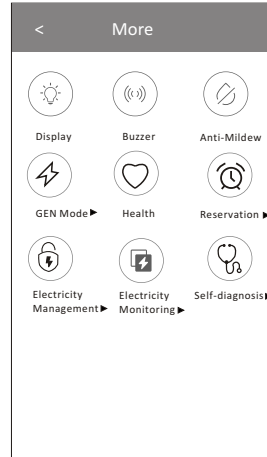 < More
Display Buzzer Anti-Mildew
GEN Mode▶ Health Reservation▶
Electricity Electricity Self-diagnosis▶
Management▶ Monitoring▶